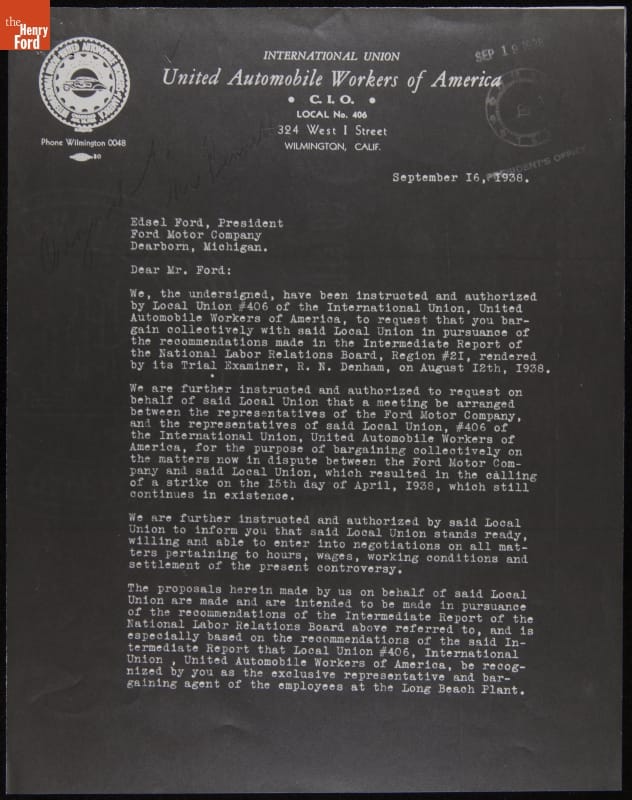 the
Henry
Ford
INTERNATIONAL UNION
United Automobile Workers of America
• C. I. O. •
LOCAL No. 406
324 West I Street
WILMINGTON, CALIF.
Phone Wilmington 0048
SEP 19 1938
PRESIDENT'S OFFICE
Original
Mr Bennett
September 16, 1938.
Edsel Ford, President
Ford Motor Company
Dearborn, Michigan.
Dear Mr. Ford:
We, the undersigned, have been instructed and authorized
by Local Union #406 of the International Union, United
Automobile Workers of America, to request that you bar-
gain collectively with said Local Union in pursuance of
the recommendations made in the Intermediate Report of
the National Labor Relations Board, Region #21, rendered
by its Trial Examiner, R. N. Denham, on August 12th, 1938.
We are further instructed and authorized to request on
behalf of said Local Union that a meeting be arranged
between the representatives of the Ford Motor Company,
and the representatives of said Local Union, #406 of
the International Union, United Automobile Workers of
America, for the purpose of bargaining collectively on
the matters now in dispute between the Ford Motor Com-
pany and said Local Union, which resulted in the calling
of a strike on the 15th day of April, 1938, which still
continues in existence.
We are further instructed and authorized by said Local
Union to inform you that said Local Union stands ready,
willing and able to enter into negotiations on all mat-
ters pertaining to hours, wages, working conditions and
settlement of the present controversy.
The proposals herein made by us on behalf of said Local
Union are made and are intended to be made in pursuance
of the recommendations of the Intermediate Report of the
National Labor Relations Board above referred to, and is
especially based on the recommendations of the said In-
termediate Report that Local Union #406, International
Union , United Automobile Workers of America, be recog-
nized by you as the exclusive representative and bar-
gaining agent of the employees at the Long Beach Plant.